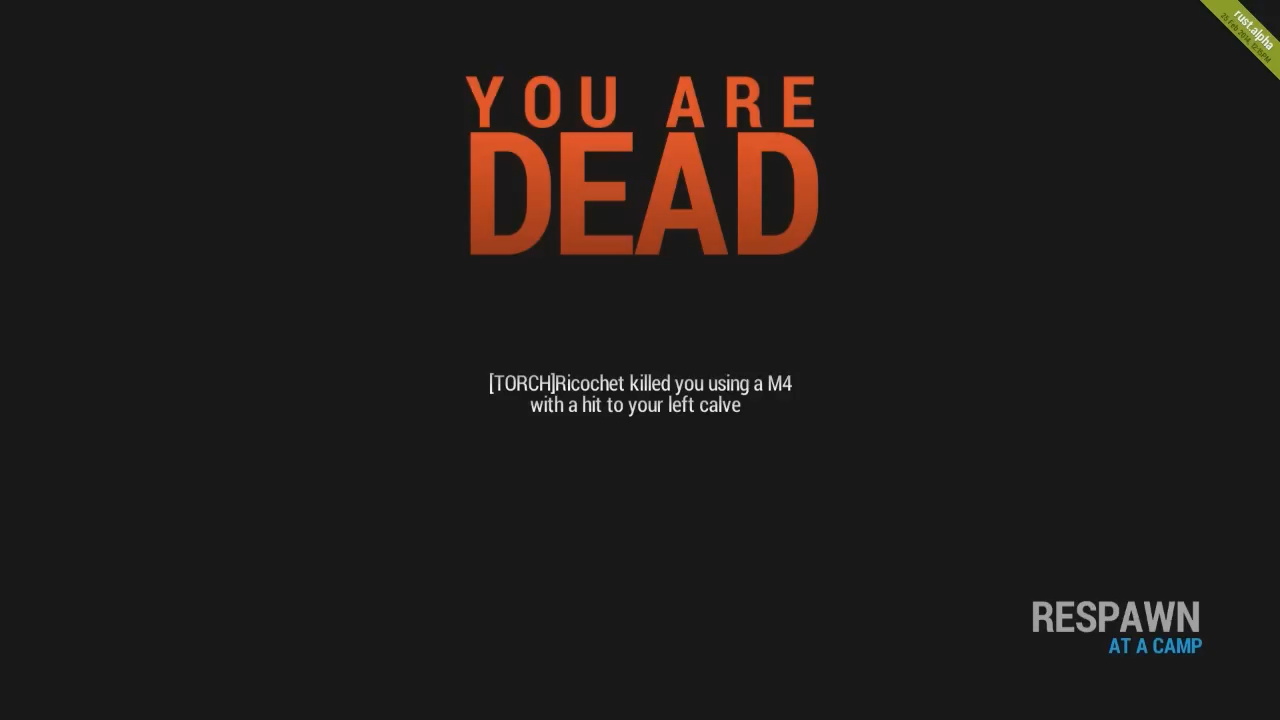 rust.alpha
YOU ARE
DEAD
[TORCH]Ricochet killed you using a M4
with a hit to your left calve
RESPAWN
AT A CAMP